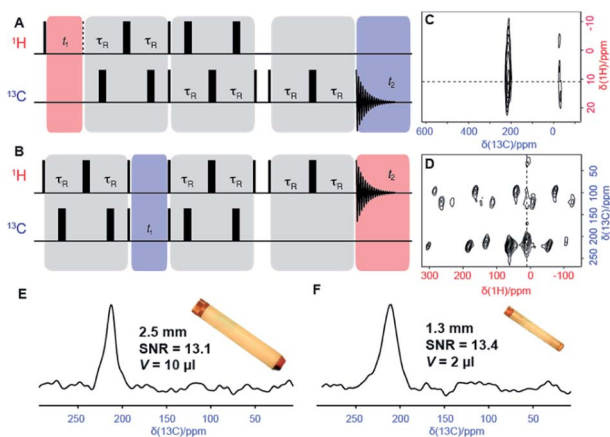 A
¹H
t₁ τR τR
¹³C
τR τR τR τR
t₂
B
¹H
τR τR τR τR τR τR
t₂
¹³C
t₁
C
-10
0
10
20
δ(1H)/ppm
600 400 200 0
δ(13C)/ppm
D
50
100
150
200
250
δ(13C)/ppm
300 200 100 0 -100
δ(1H)/ppm
E
2.5 mm
SNR = 13.1
V = 10 µl
250 200 150 100 50
δ(13C)/ppm
F
1.3 mm
SNR = 13.4
V = 2 µl
250 200 150 100 50
δ(13C)/ppm